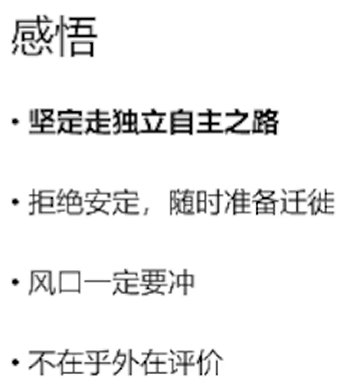 感悟
• 坚定走独立自主之路
• 拒绝安定，随时准备迁徙
• 风口一定要冲
• 不在乎外在评价